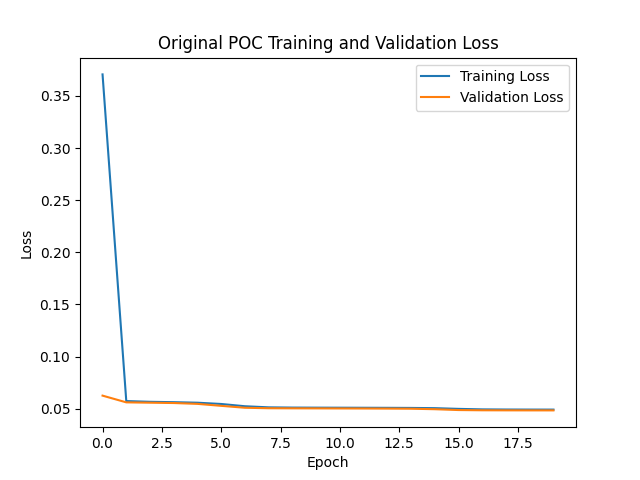 Original POC Training and Validation Loss
Training Loss
Validation Loss
0.35
0.30
0.25
0.20
0.15
0.10
0.05
Loss
0.0 2.5 5.0 7.5 10.0 12.5 15.0 17.5
Epoch